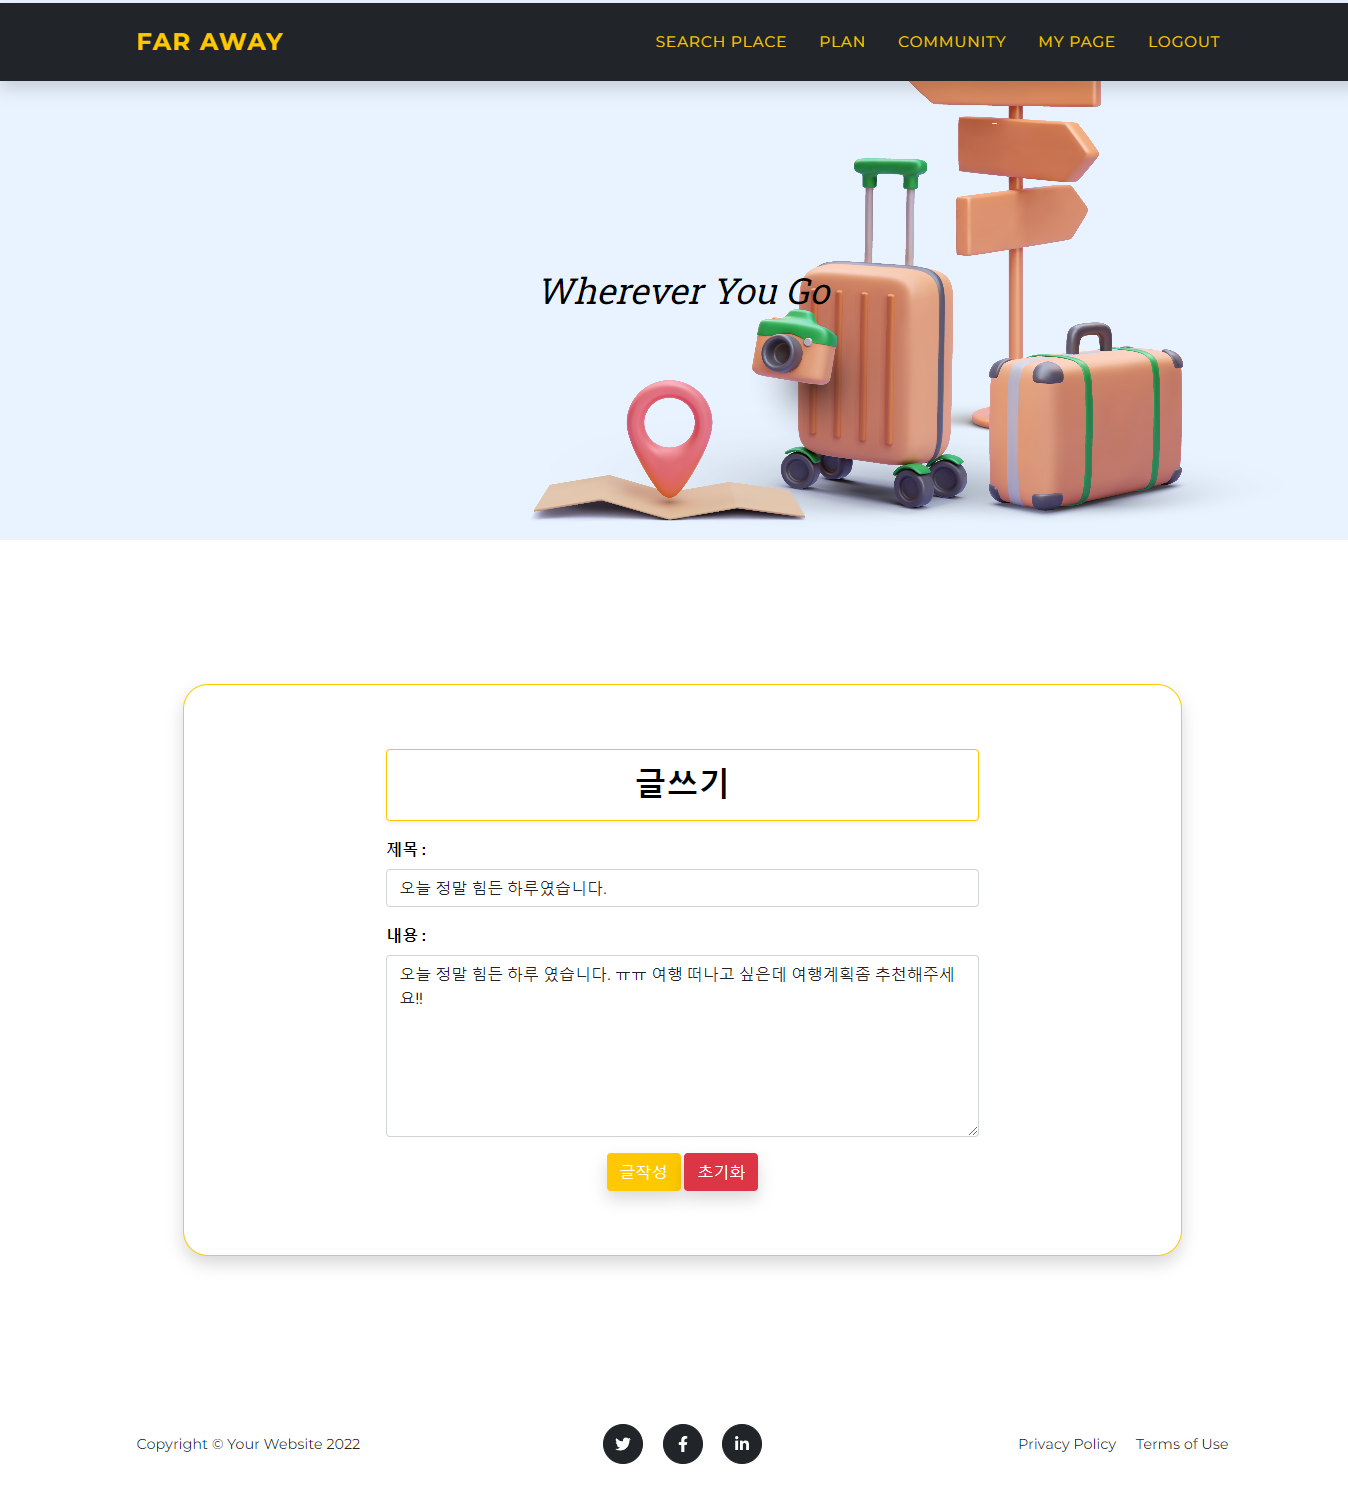 FAR AWAY
SEARCH PLACE PLAN COMMUNITY MY PAGE LOGOUT
Wherever You Go
글쓰기
제목 :
오늘 정말 힘든 하루였습니다.
내용 :
오늘 정말 힘든 하루 였습니다. ㅠㅠ 여행 떠나고 싶은데 여행계획좀 추천해주세
요!!
글작성 초기화
Copyright © Your Website 2022
Privacy Policy Terms of Use